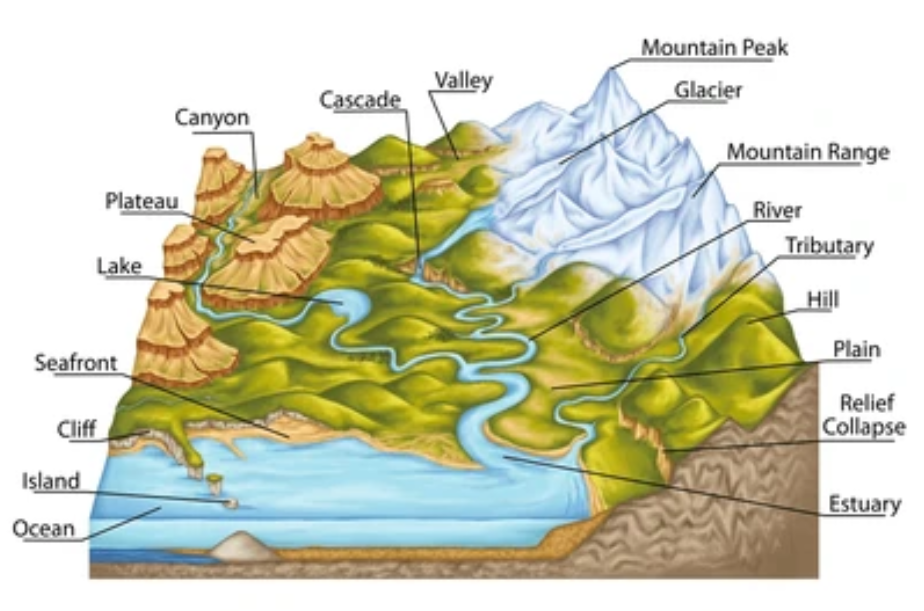 Mountain Peak
Valley
Glacier
Cascade
Canyon
Mountain Range
Plateau
River
Tributary
Lake
Hill
Seafront
Plain
Relief
Collapse
Cliff
Island
Estuary
Ocean